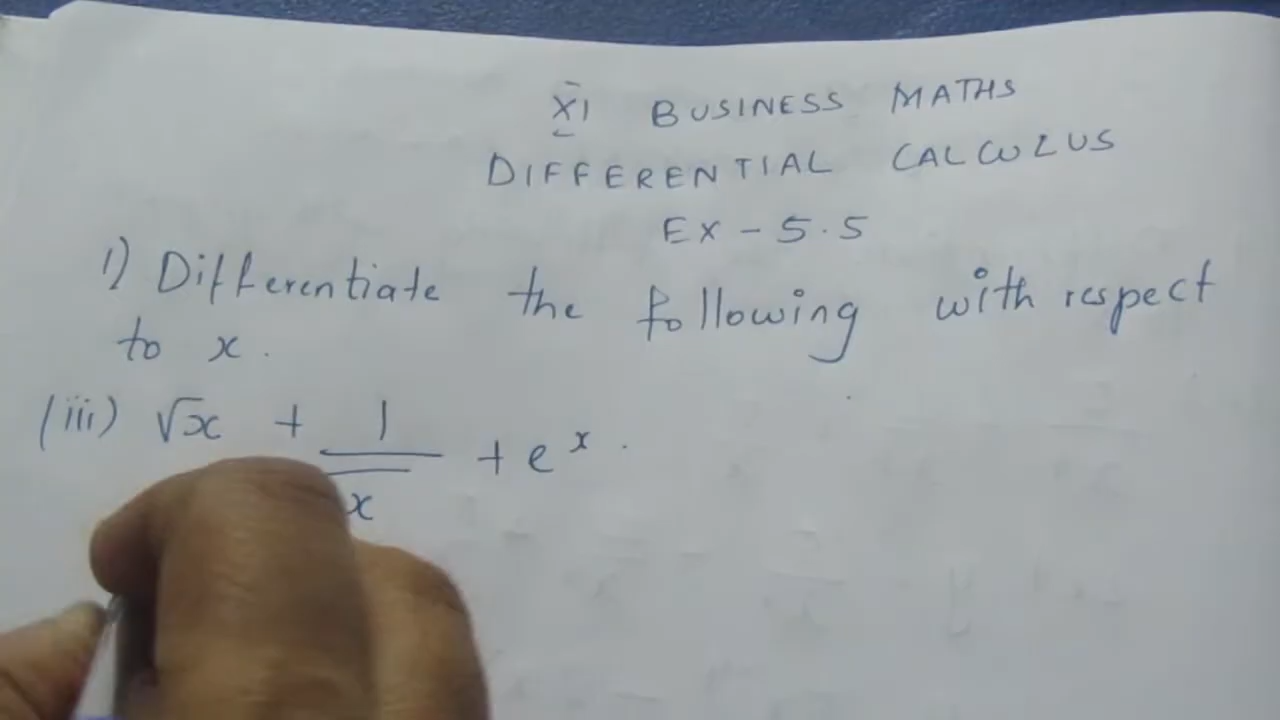 XI BUSINESS MATHS
DIFFERENTIAL CALCULUS
EX - 5.5
1) Differentiate the following with respect
to x.
(iii) √x + 1/x + e^x.